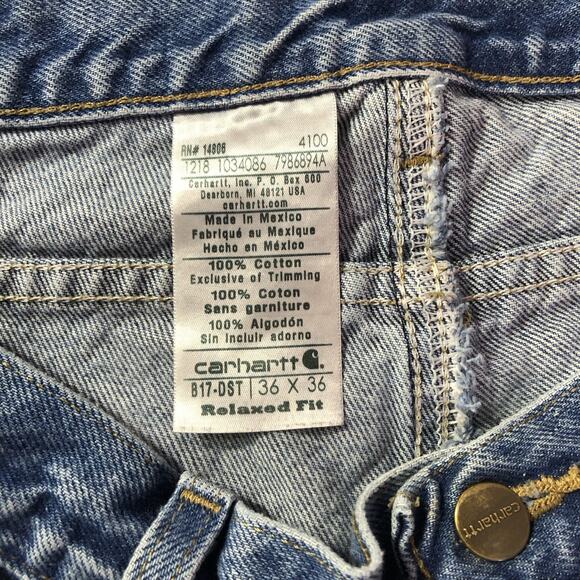 RN# 14806 4100
1218 1034086 7986894A
Carhartt, Inc. P. O. Box 600
Dearborn, MI 48121 USA
carhartt.com
Made in Mexico
Fabriqué au Mexique
Hecho en México
100% Cotton
Exclusive of Trimming
100% Coton
Sans garniture
100% Algodón
Sin incluir adorno
carhartt
B17-DST | 36 X 36
Relaxed Fit
carhartt